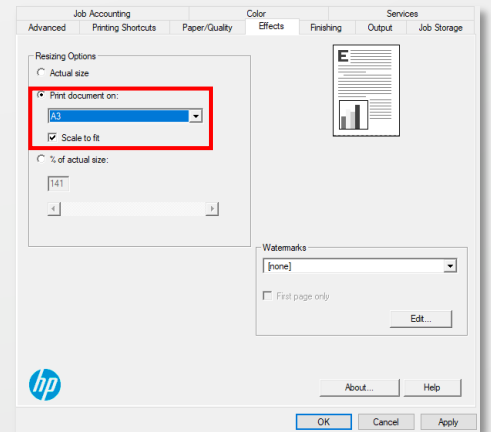 Job Accounting Color Services
Advanced Printing Shortcuts Paper/Quality Effects Finishing Output Job Storage
Resizing Options
Actual size
Print document on:
A3
Scale to fit
% of actual size:
141
E
Watermarks
[none]
First page only
Edit...
hp
About... Help
OK Cancel Apply